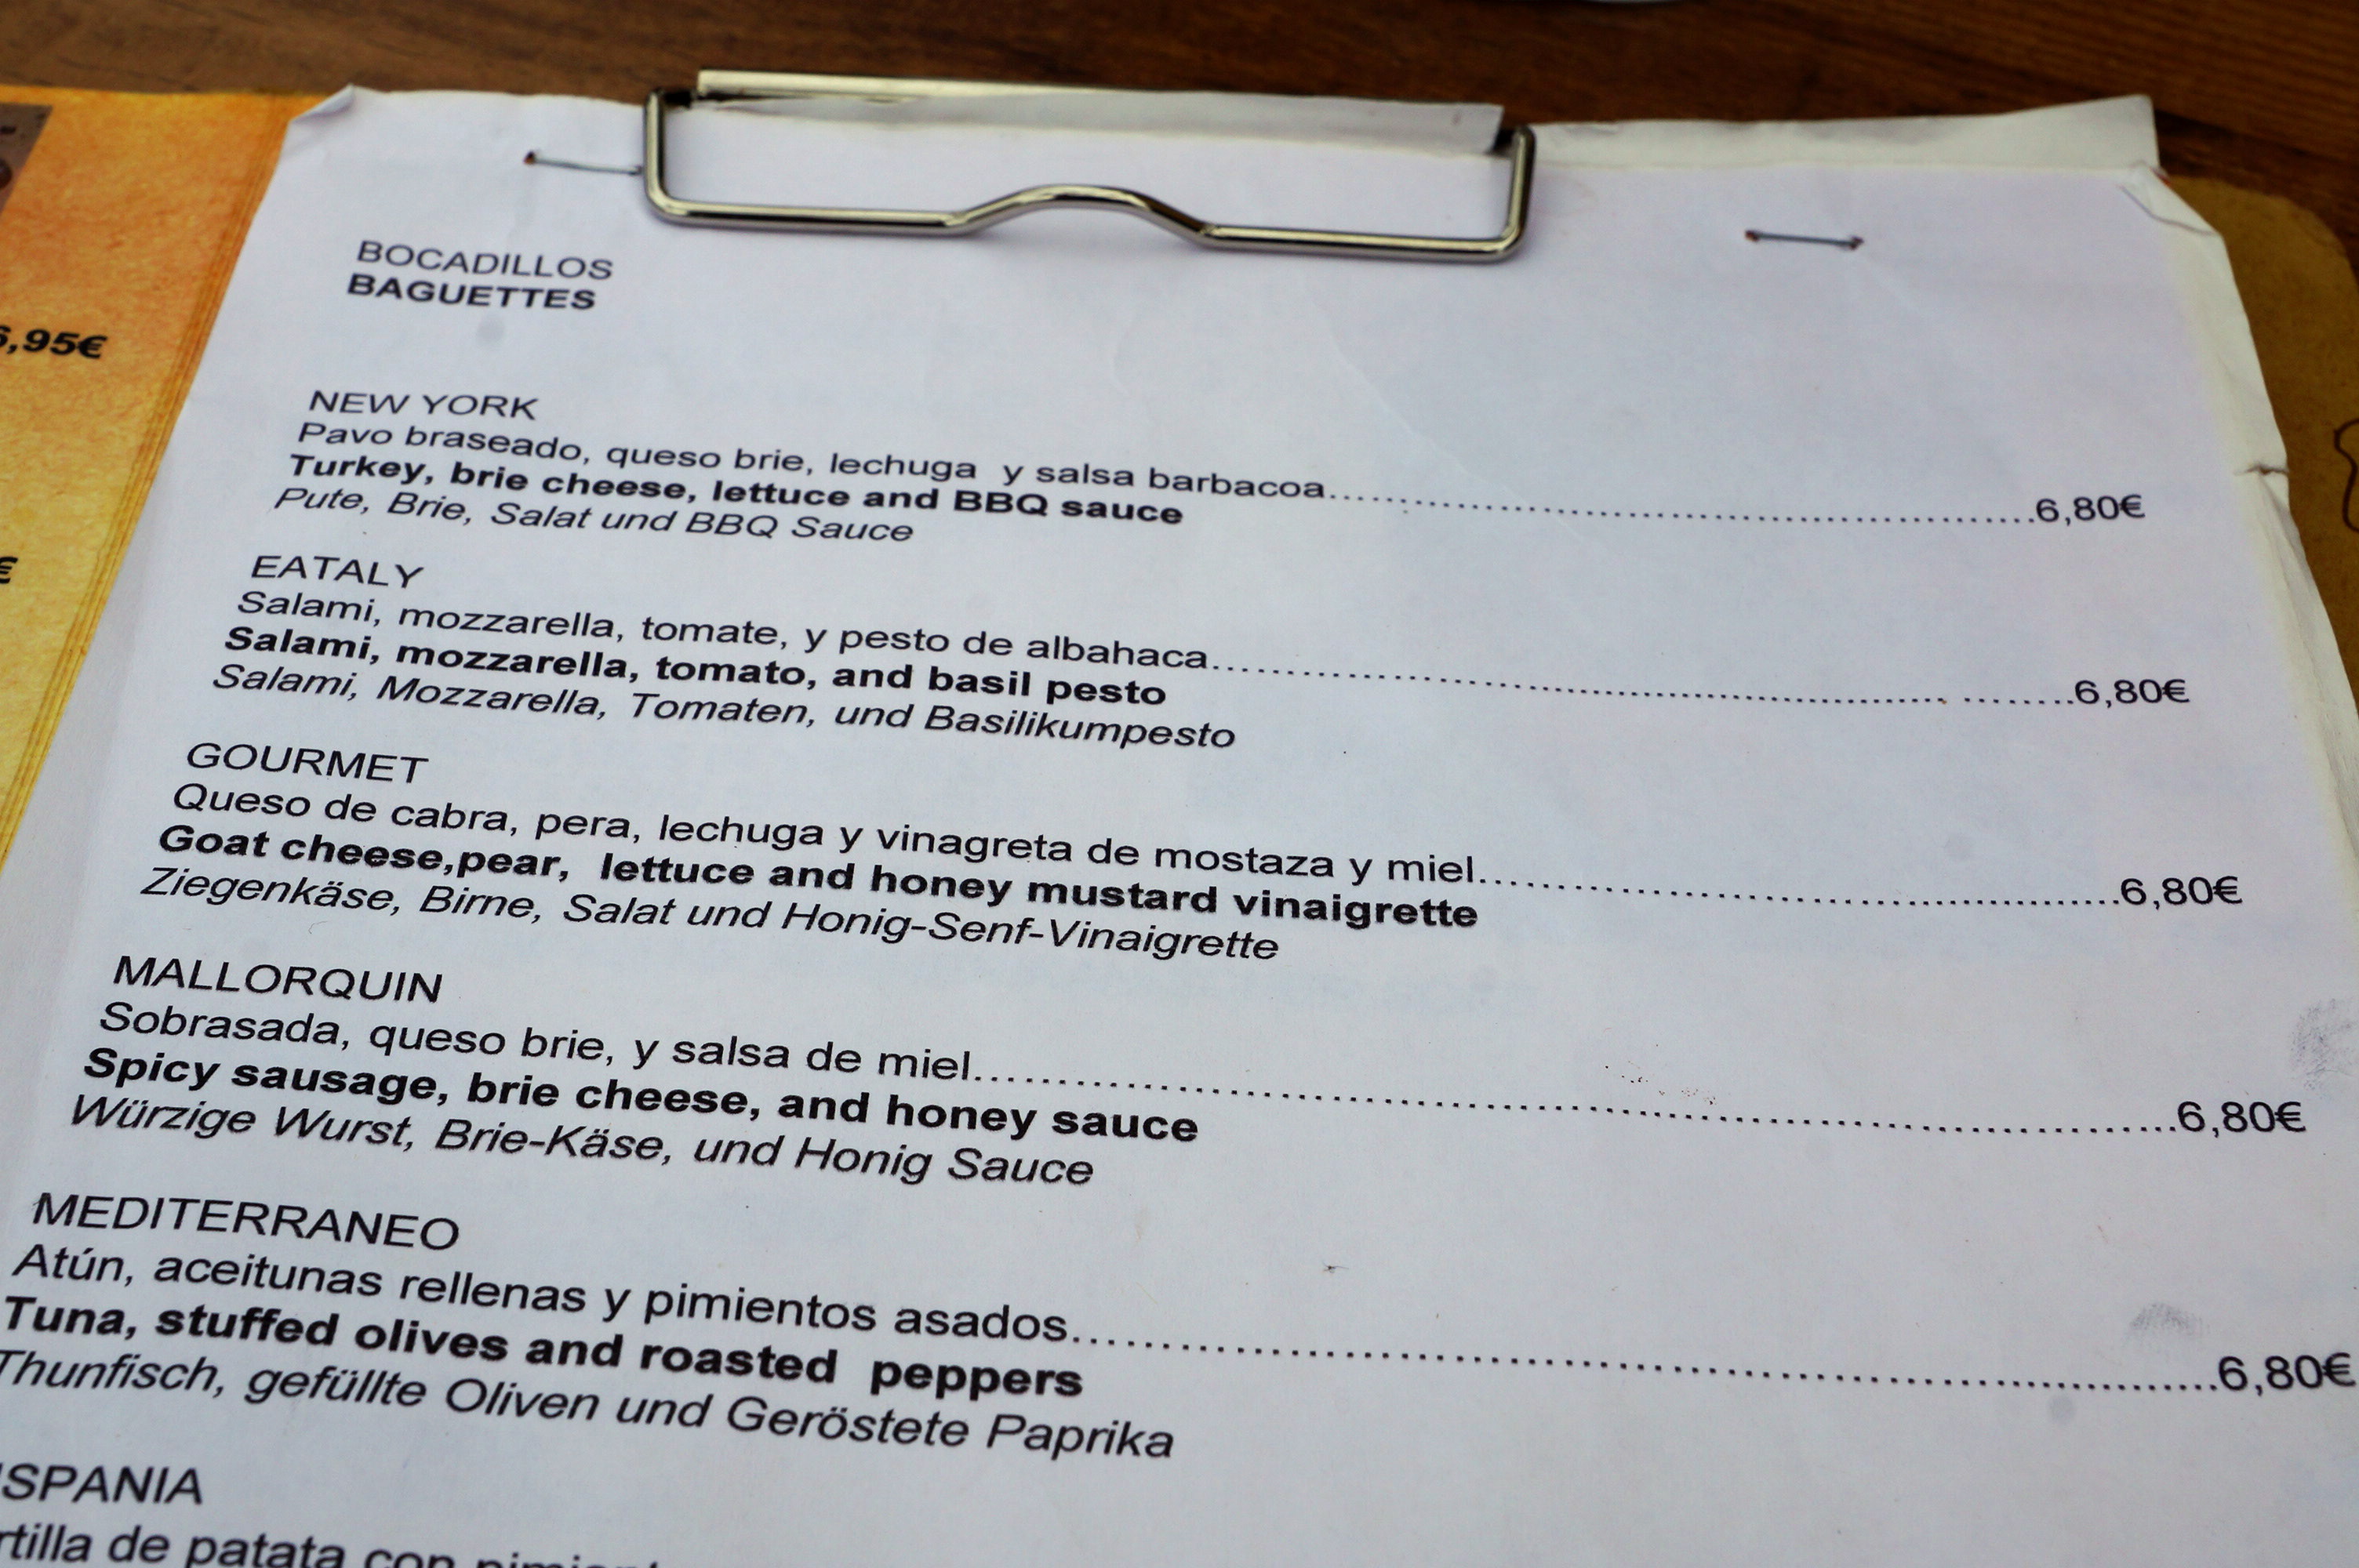 6,95€
€
BOCADILLOS
BAGUETTES
NEW YORK
Pavo braseado, queso brie, lechuga y salsa barbacoa...........................................................6,80€
Turkey, brie cheese, lettuce and BBQ sauce
Pute, Brie, Salat und BBQ Sauce
EATALY
Salami, mozzarella, tomate, y pesto de albahaca........................................................... ........6,80€
Salami, mozzarella, tomato, and basil pesto
Salami, Mozzarella, Tomaten, und Basilikumpesto
GOURMET
Queso de cabra, pera, lechuga y vinagreta de mostaza y miel..................................................6,80€
Goat cheese,pear, lettuce and honey mustard vinaigrette
Ziegenkäse, Birne, Salat und Honig-Senf-Vinaigrette
MALLORQUIN
Sobrasada, queso brie, y salsa de miel...........................................................................6,80€
Spicy sausage, brie cheese, and honey sauce
Würzige Wurst, Brie-Käse, und Honig Sauce
MEDITERRANEO
Atún, aceitunas rellenas y pimientos asados......................................................................6,80€
Tuna, stuffed olives and roasted peppers
Thunfisch, gefüllte Oliven und Geröstete Paprika
ISPANIA
rtilla de patata con